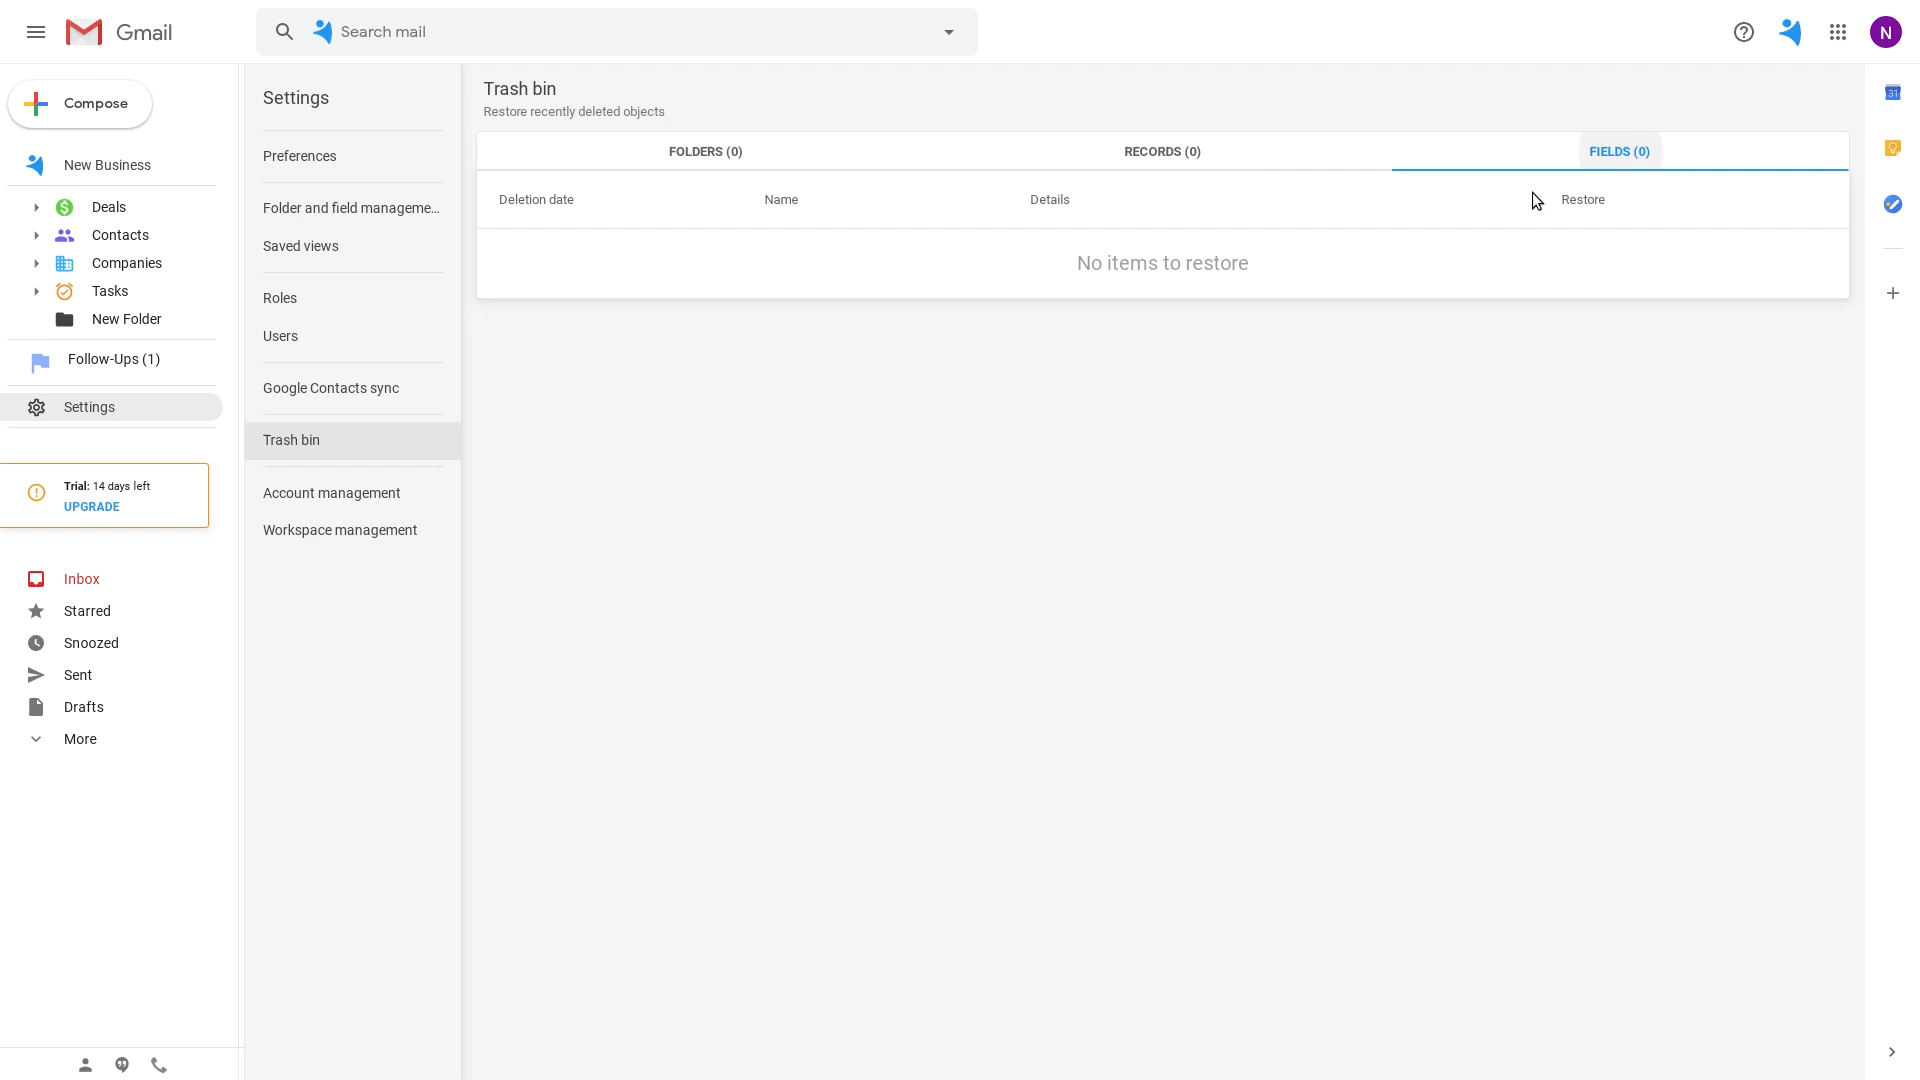 Gmail
Search mail
N
Compose
New Business
Deals
Contacts
Companies
Tasks
New Folder
Follow-Ups (1)
Settings
Trial: 14 days left
UPGRADE
Inbox
Starred
Snoozed
Sent
Drafts
More
Settings
Preferences
Folder and field manageme...
Saved views
Roles
Users
Google Contacts sync
Trash bin
Account management
Workspace management
Trash bin
Restore recently deleted objects
FOLDERS (0) RECORDS (0) FIELDS (0)
Deletion date Name Details Restore
No items to restore
31